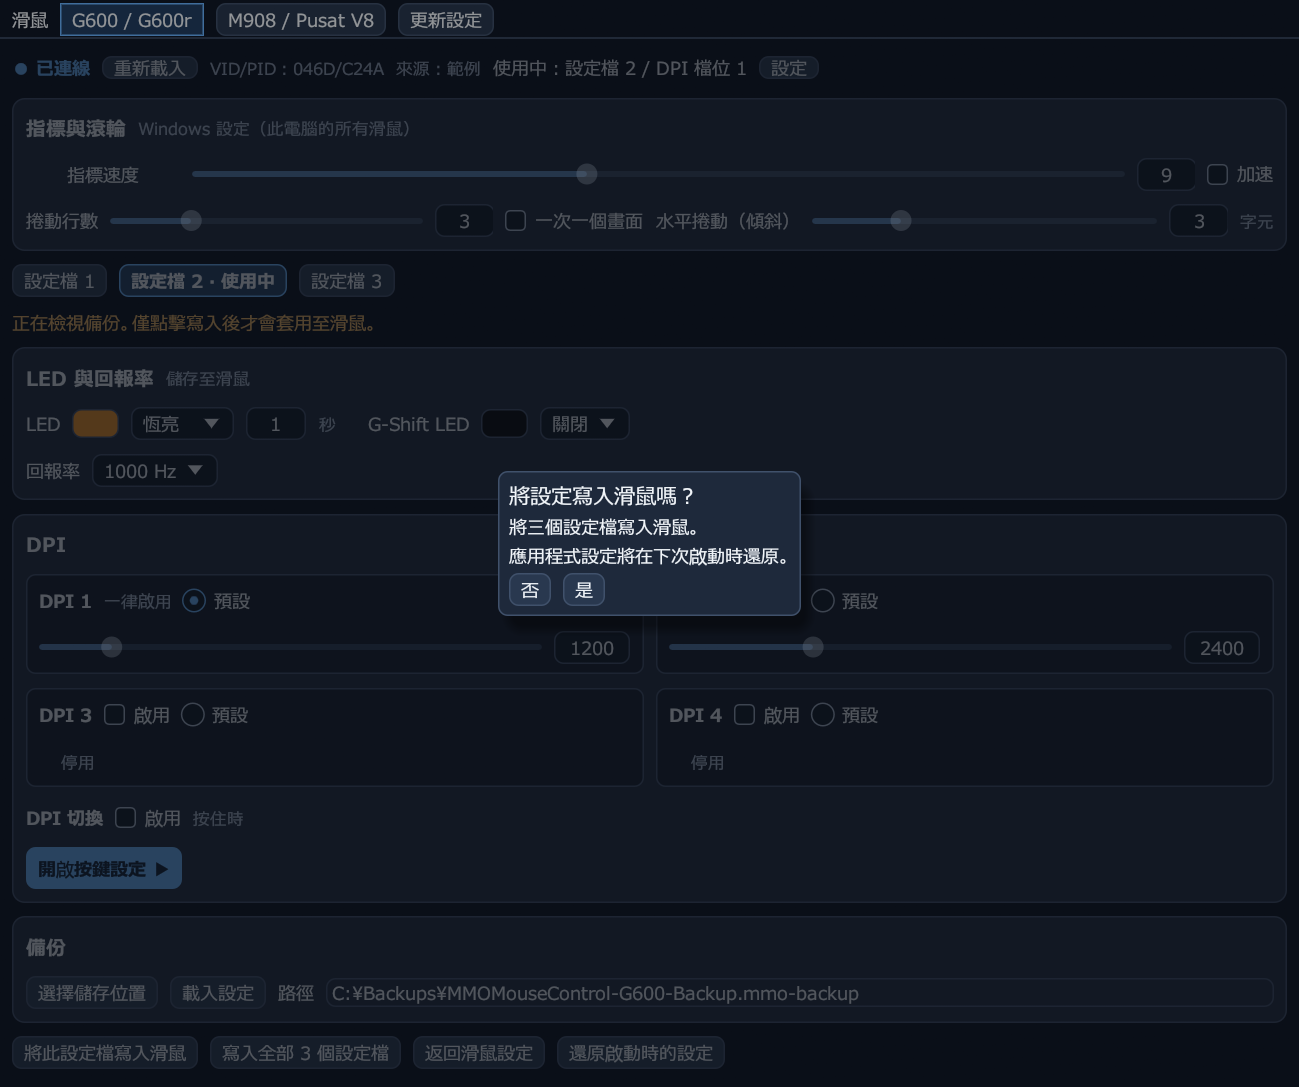 滑鼠 G600 / G600r M908 / Pusat V8 更新設定
已連線 重新載入 VID/PID：046D/C24A 來源：範例 使用中：設定檔 2 / DPI 檔位 1 設定
指標與滾輪 Windows 設定（此電腦的所有滑鼠）
指標速度 9 加速
捲動行數 3 一次一個畫面 水平捲動（傾斜） 3 字元
設定檔 1 設定檔 2 · 使用中 設定檔 3
正在檢視備份。僅點擊寫入後才會套用至滑鼠。
LED 與回報率 儲存至滑鼠
LED 恆亮 ▼ 1 秒 G-Shift LED 關閉 ▼
回報率 1000 Hz ▼
將設定寫入滑鼠嗎？
將三個設定檔寫入滑鼠。
應用程式設定將在下次啟動時還原。
否 是
DPI
DPI 1 一律啟用 預設 預設
1200 2400
DPI 3 啟用 預設 DPI 4 啟用 預設
停用 停用
DPI 切換 啟用 按住時
開啟按鍵設定 ▶
備份
選擇儲存位置 載入設定 路徑 C:¥Backups¥MMOMouseControl-G600-Backup.mmo-backup
將此設定檔寫入滑鼠 寫入全部 3 個設定檔 返回滑鼠設定 還原啟動時的設定